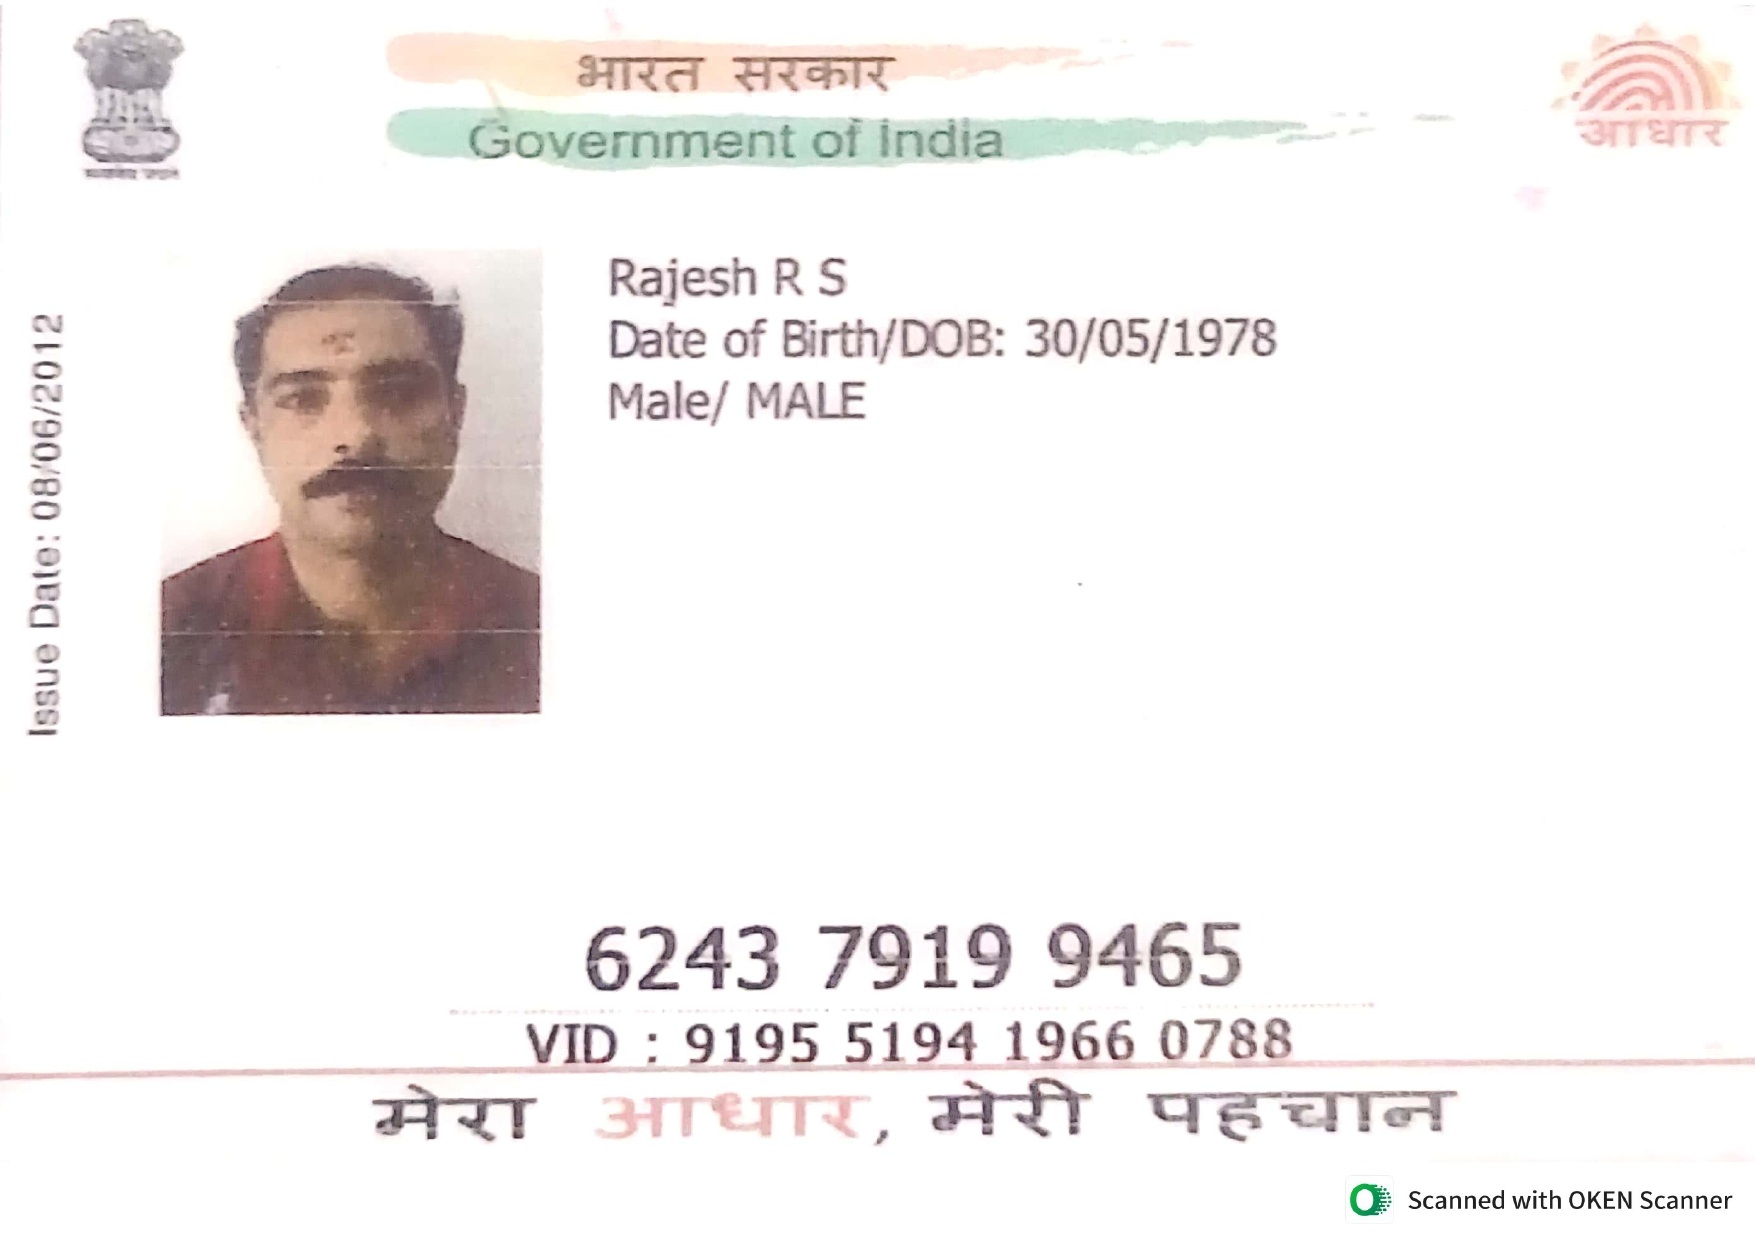 भारत सरकार
Government of India
आधार
Issue Date: 08/06/2012
Rajesh R S
Date of Birth/DOB: 30/05/1978
Male/ MALE
6243 7919 9465
VID : 9195 5194 1966 0788
मेरा आधार, मेरी पहचान
Scanned with OKEN Scanner